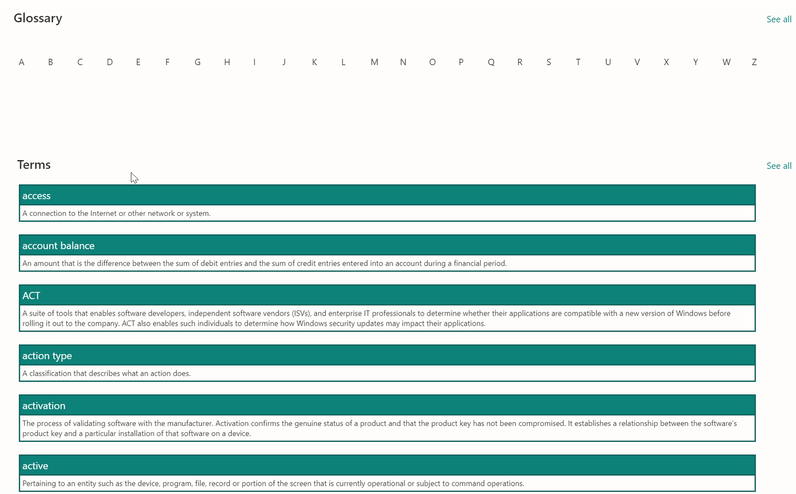 Glossary
See all
A B C D E F G H I J K L M N O P Q R S T U V X Y W Z
Terms
See all
access
A connection to the Internet or other network or system.
account balance
An amount that is the difference between the sum of debit entries and the sum of credit entries entered into an account during a financial period.
ACT
A suite of tools that enables software developers, independent software vendors (ISVs), and enterprise IT professionals to determine whether their applications are compatible with a new version of Windows before
rolling it out to the company. ACT also enables such individuals to determine how Windows security updates may impact their applications.
action type
A classification that describes what an action does.
activation
The process of validating software with the manufacturer. Activation confirms the genuine status of a product and that the product key has not been compromised. It establishes a relationship between the software's
product key and a particular installation of that software on a device.
active
Pertaining to an entity such as the device, program, file, record or portion of the screen that is currently operational or subject to command operations.